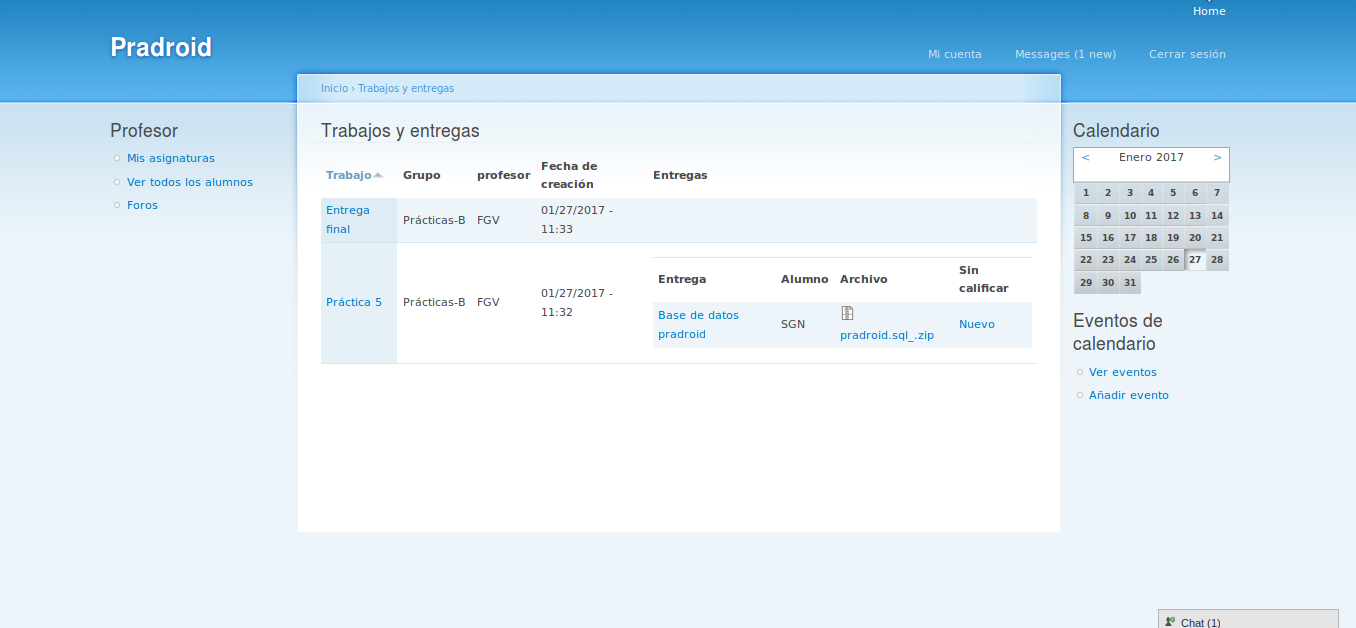 Home
Pradroid
Mi cuenta
Messages (1 new)
Cerrar sesión
Inicio › Trabajos y entregas
Profesor
Mis asignaturas
Ver todos los alumnos
Foros
Trabajos y entregas
Trabajo Grupo profesor Fecha de creación Entregas
Entrega final Prácticas-B FGV 01/27/2017 - 11:33
Práctica 5 Prácticas-B FGV 01/27/2017 - 11:32
Entrega Alumno Archivo Sin calificar
Base de datos pradroid SGN pradroid.sql_.zip Nuevo
Calendario
< Enero 2017 >
1 2 3 4 5 6 7
8 9 10 11 12 13 14
15 16 17 18 19 20 21
22 23 24 25 26 27 28
29 30 31
Eventos de
calendario
Ver eventos
Añadir evento
Chat (1)